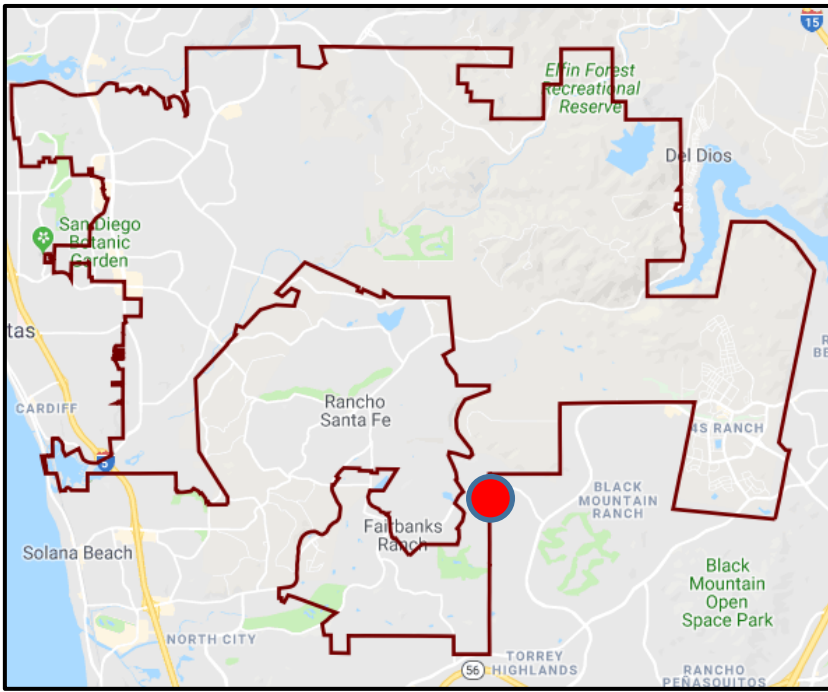 15
Elfin Forest
Recreational
Reserve
Del Dios
San Diego
Botanic
Garden
tas
CARDIFF
Rancho
Santa Fe
4S RANCH
5
BLACK
MOUNTAIN
RANCH
Fairbanks
Ranch
Solana Beach
Black
Mountain
Open
Space Park
NORTH CITY
TORREY
HIGHLANDS
56
RANCHO
PEÑASQUITOS
R
BE